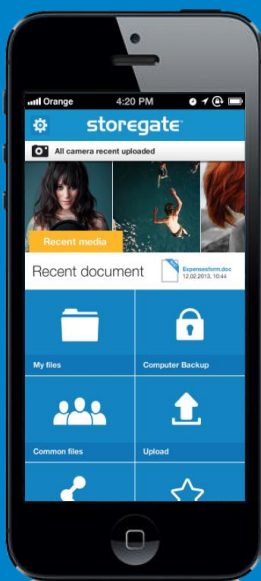 Orange 4:20 PM
storegate
All camera recent uploaded
Recent media
Recent document
Expensesform.doc
12.02.2013, 10:44
My files
Computer Backup
Common files
Upload